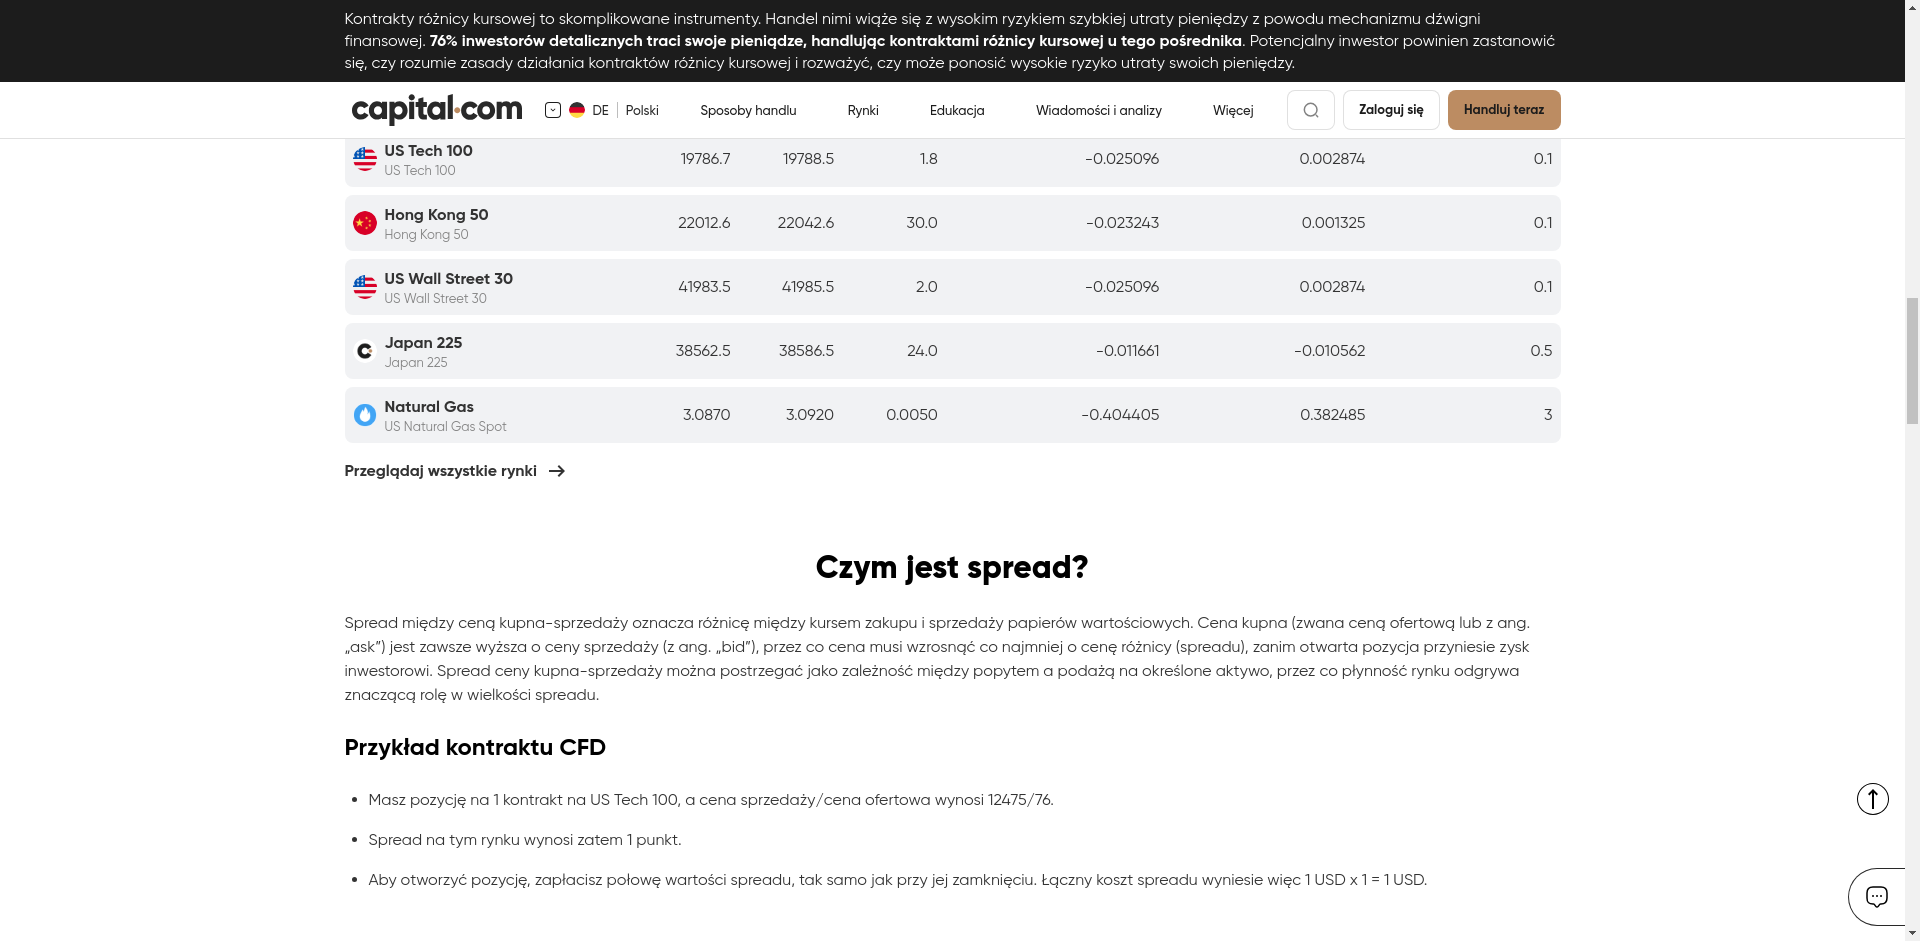 Kontrakty różnicy kursowej to skomplikowane instrumenty. Handel nimi wiąże się z wysokim ryzykiem szybkiej utraty pieniędzy z powodu mechanizmu dźwigni
finansowej. 76% inwestorów detalicznych traci swoje pieniądze, handlując kontraktami różnicy kursowej u tego pośrednika. Potencjalny inwestor powinien zastanowić
się, czy rozumie zasady działania kontraktów różnicy kursowej i rozważyć, czy może ponosić wysokie ryzyko utraty swoich pieniędzy.
capital.com DE Polski Sposoby handlu Rynki Edukacja Wiadomości i analizy Więcej Zaloguj się Handluj teraz
US Tech 100 19786.7 19788.5 1.8 -0.025096 0.002874 0.1
US Tech 100
Hong Kong 50 22012.6 22042.6 30.0 -0.023243 0.001325 0.1
Hong Kong 50
US Wall Street 30 41983.5 41985.5 2.0 -0.025096 0.002874 0.1
US Wall Street 30
Japan 225 38562.5 38586.5 24.0 -0.011661 -0.010562 0.5
Japan 225
Natural Gas 3.0870 3.0920 0.0050 -0.404405 0.382485 3
US Natural Gas Spot
Przeglądaj wszystkie rynki
Czym jest spread?
Spread między ceną kupna-sprzedaży oznacza różnicę między kursem zakupu i sprzedaży papierów wartościowych. Cena kupna (zwana ceną ofertową lub z ang.
„ask”) jest zawsze wyższa o ceny sprzedaży (z ang. „bid”), przez co cena musi wzrosnąć co najmniej o cenę różnicy (spreadu), zanim otwarta pozycja przyniesie zysk
inwestorowi. Spread ceny kupna-sprzedaży można postrzegać jako zależność między popytem a podażą na określone aktywo, przez co płynność rynku odgrywa
znaczącą rolę w wielkości spreadu.
Przykład kontraktu CFD
Masz pozycję na 1 kontrakt na US Tech 100, a cena sprzedaży/cena ofertowa wynosi 12475/76.
Spread na tym rynku wynosi zatem 1 punkt.
Aby otworzyć pozycję, zapłacisz połowę wartości spreadu, tak samo jak przy jej zamknięciu. Łączny koszt spreadu wyniesie więc 1 USD x 1 = 1 USD.